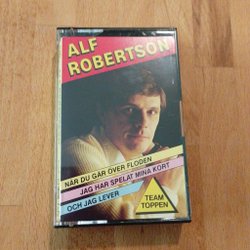 ALF
ROBERTSON
NÄR DU GÅR ÖVER FLODEN
JAG HAR SPELAT MINA KORT
OCH JAG LEVER
TEAM
TOPPEN